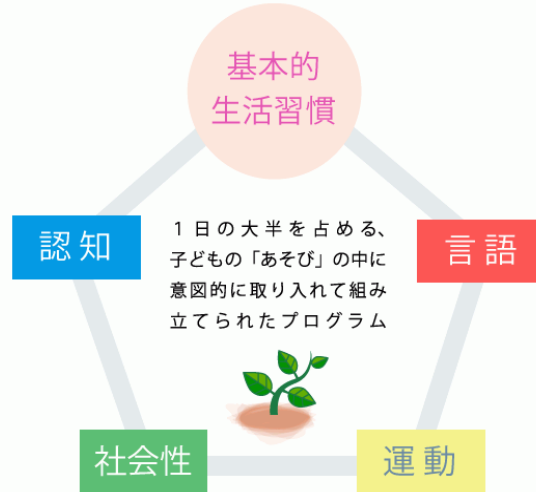 基本的
生活習慣
認知
言語
1日の大半を占める、
子どもの「あそび」の中に
意図的に取り入れて組み
立てられたプログラム
社会性
運動